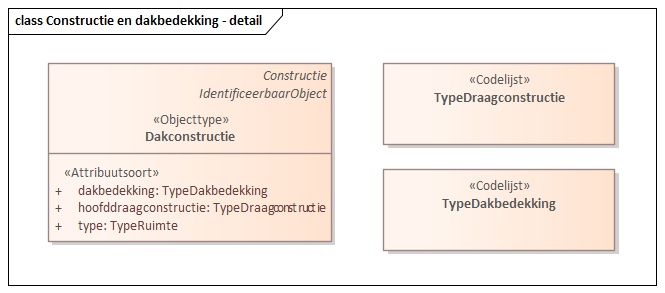 class Constructie en dakbedekking - detail
Constructie
IdentificeerbaarObject
«Objecttype»
Dakconstructie
«Attribuutsoort»
+ dakbedekking: TypeDakbedekking
+ hoofddraagconstructie: TypeDraagconstructie
+ type: TypeRuimte
«Codelijst»
TypeDraagconstructie
«Codelijst»
TypeDakbedekking